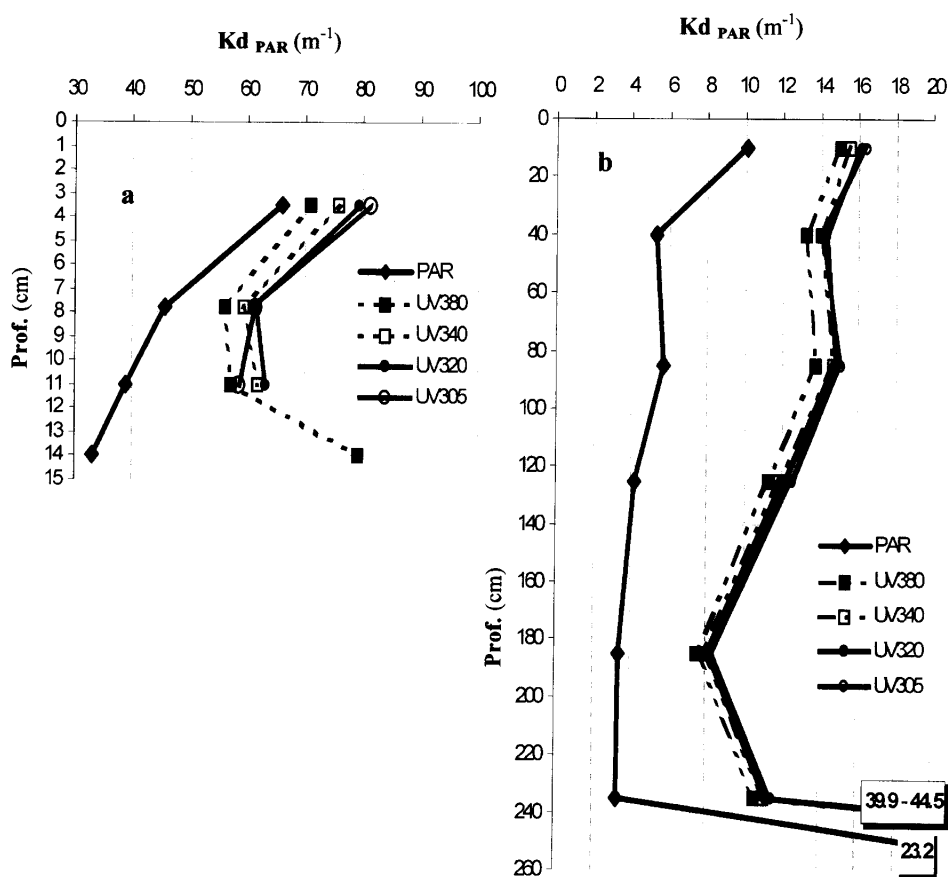 Kd PAR (m-1)
30 40 50 60 70 80 90 100
0
1
2
3
4
5
6
7
8
9
10
11
12
13
14
15
Prof. (cm)
a
PAR
UV380
UV340
UV320
UV305
Kd PAR (m-1)
0 2 4 6 8 10 12 14 16 18 20
0
20
40
60
80
100
120
140
160
180
200
220
240
260
Prof. (cm)
b
PAR
UV380
UV340
UV320
UV305
39.9 - 44.5
23.2